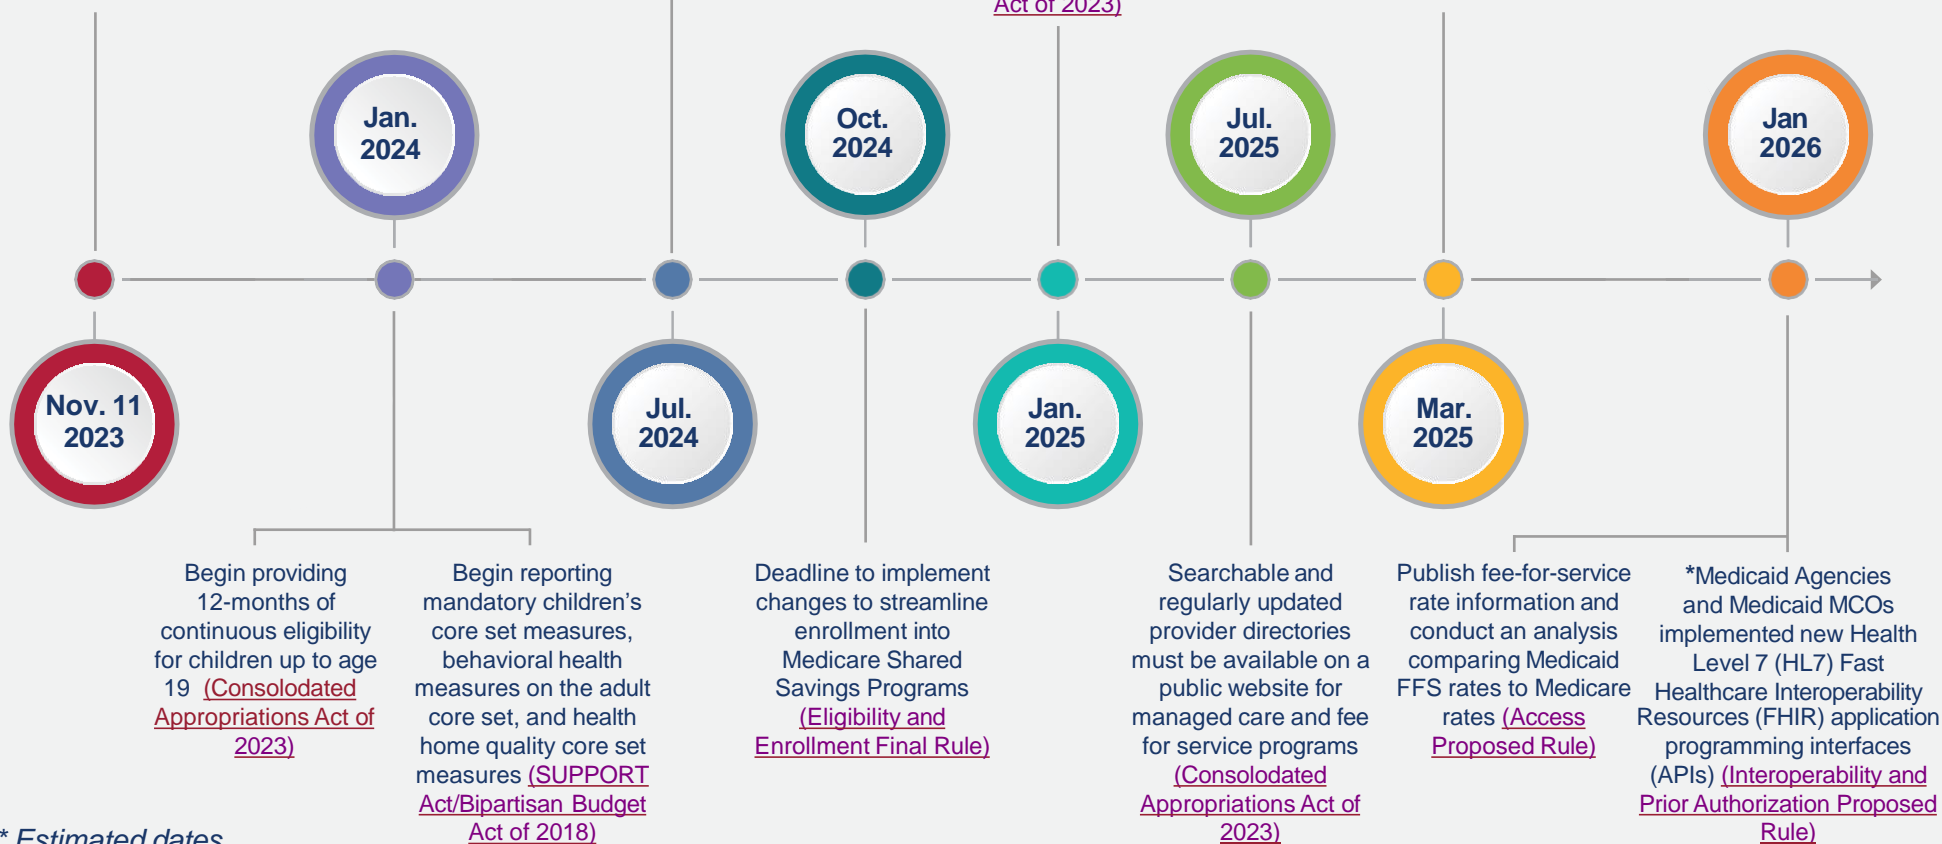 Act of 2023)
Jan.
2024
Oct.
2024
Jul.
2025
Jan
2026
Nov. 11
2023
Jul.
2024
Jan.
2025
Mar.
2025
Begin providing
12-months of
continuous eligibility
for children up to age
19 (Consolodated
Appropriations Act of
2023)
Begin reporting
mandatory children’s
core set measures,
behavioral health
measures on the adult
core set, and health
home quality core set
measures (SUPPORT
Act/Bipartisan Budget
Act of 2018)
Deadline to implement
changes to streamline
enrollment into
Medicare Shared
Savings Programs
(Eligibility and
Enrollment Final Rule)
Searchable and
regularly updated
provider directories
must be available on a
public website for
managed care and fee
for service programs
(Consolodated
Appropriations Act of
2023)
Publish fee-for-service
rate information and
conduct an analysis
comparing Medicaid
FFS rates to Medicare
rates (Access
Proposed Rule)
*Medicaid Agencies
and Medicaid MCOs
implemented new Health
Level 7 (HL7) Fast
Healthcare Interoperability
Resources (FHIR) application
programming interfaces
(APIs) (Interoperability and
Prior Authorization Proposed
Rule)
* Estimated dates